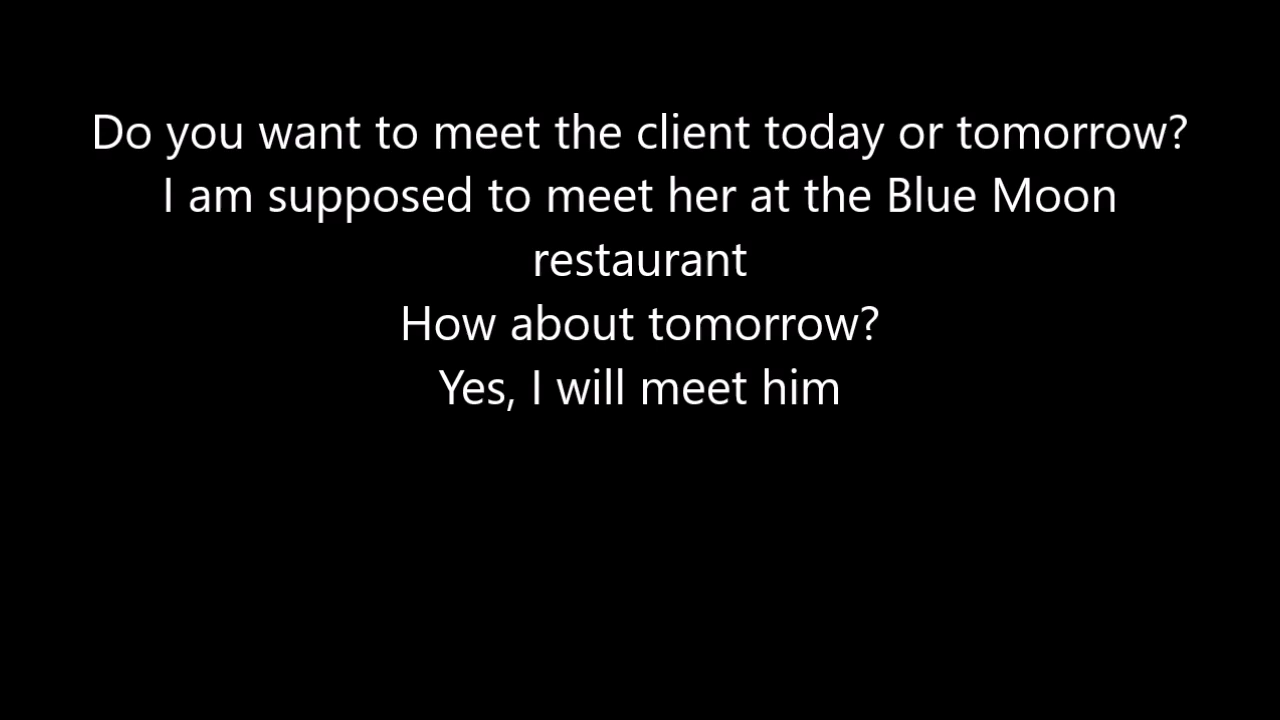 Do you want to meet the client today or tomorrow?
I am supposed to meet her at the Blue Moon
restaurant
How about tomorrow?
Yes, I will meet him